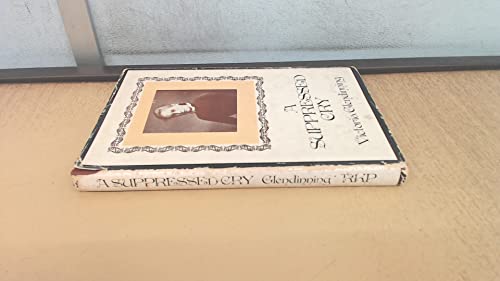 A
SUPPRESSED
CRY
Victoria Glendinning
A SUPPRESSED CRY Glendinning RKP